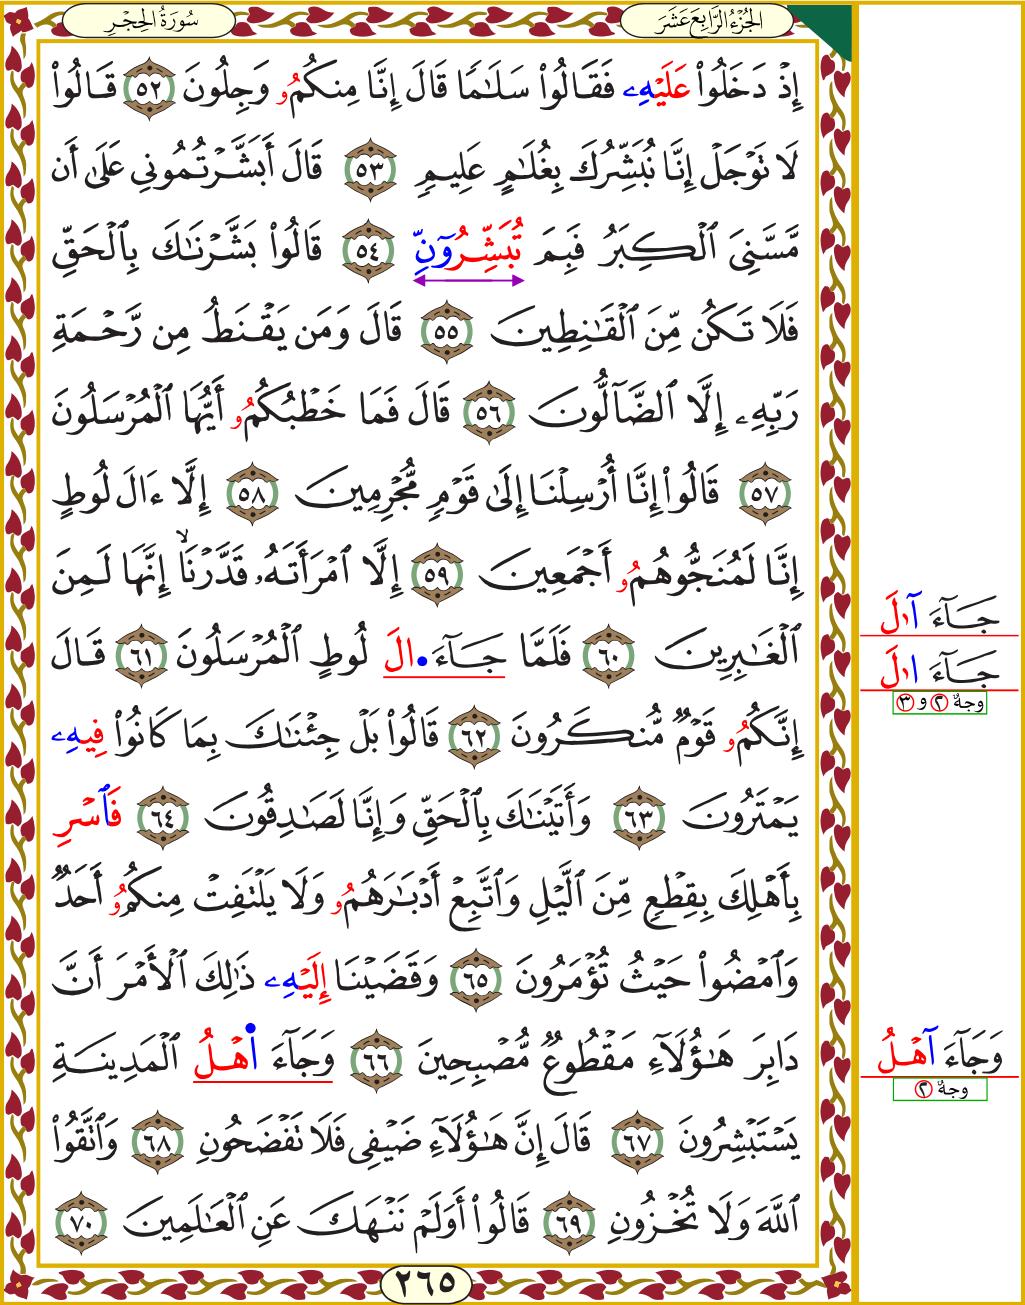 سُورَةُ الحِجْرِ
الجُزْءُ الرَّابِعَ عَشَرَ
إِذْ دَخَلُوا۟ عَلَيْهِۦ فَقَالُوا۟ سَلَٰمًا قَالَ إِنَّا مِنكُمُۥ وَجِلُونَ ٥٢ قَالُوا۟
لَا تَوْجَلْ إِنَّا نُبَشِّرُكَ بِغُلَٰمٍ عَلِيمٍ ٥٣ قَالَ أَبَشَّرْتُمُونِي عَلَىٰ أَن
مَّسَّنِيَ ٱلْكِبَرُ فَبِمَ تُبَشِّرُونِّ ٥٤ قَالُوا۟ بَشَّرْنَٰكَ بِٱلْحَقِّ
فَلَا تَكُن مِّنَ ٱلْقَٰنِطِينَ ٥٥ قَالَ وَمَن يَقْنَطُ مِن رَّحْمَةِ
رَبِّهِۦ إِلَّا ٱلضَّآلُّونَ ٥٦ قَالَ فَمَا خَطْبُكُمُۥ أَيُّهَا ٱلْمُرْسَلُونَ
٥٧ قَالُوا۟ إِنَّا أُرْسِلْنَا إِلَىٰ قَوْمٍ مُّجْرِمِينَ ٥٨ إِلَّا ءَالَ لُوطٍ
إِنَّا لَمُنَجُّوهُمُۥ أَجْمَعِينَ ٥٩ إِلَّا ٱمْرَأَتَهُۥ قَدَّرْنَا ۙ إِنَّهَا لَمِنَ
ٱلْغَٰبِرِينَ ٦٠ فَلَمَّا جَآءَ •الَ لُوطٍ ٱلْمُرْسَلُونَ ٦١ قَالَ
إِنَّكُمُۥ قَوْمٌ مُّنكَرُونَ ٦٢ قَالُوا۟ بَلْ جِئْنَٰكَ بِمَا كَانُوا۟ فِيهِۦ
يَمْتَرُونَ ٦٣ وَأَتَيْنَٰكَ بِٱلْحَقِّ وَإِنَّا لَصَٰدِقُونَ ٦٤ فَٱسْرِ
بِأَهْلِكَ بِقِطْعٍ مِّنَ ٱلَّيْلِ وَٱتَّبِعْ أَدْبَٰرَهُمُۥ وَلَا يَلْتَفِتْ مِنكُمُۥ أَحَدٌ
وَٱمْضُوا۟ حَيْثُ تُؤْمَرُونَ ٦٥ وَقَضَيْنَا إِلَيْهِۦ ذَٰلِكَ ٱلْأَمْرَ أَنَّ
دَابِرَ هَٰٓؤُلَآءِ مَقْطُوعٌ مُّصْبِحِينَ ٦٦ وَجَآءَ اَهْلُ ٱلْمَدِينَةِ
يَسْتَبْشِرُونَ ٦٧ قَالَ إِنَّ هَٰٓؤُلَآءِ ضَيْفِي فَلَا تَفْضَحُونِ ٦٨ وَٱتَّقُوا۟
ٱللَّهَ وَلَا تُخْزُونِ ٦٩ قَالُوا۟ أَوَلَمْ نَنْهَكَ عَنِ ٱلْعَٰلَمِينَ ٧٠
٢٦٥
جَآءَ آٰلَ
جَآءَ اٰلَ
وجهٌ ٢ و ٣
وَجَآءَ آهْلُ
وجهٌ ٢